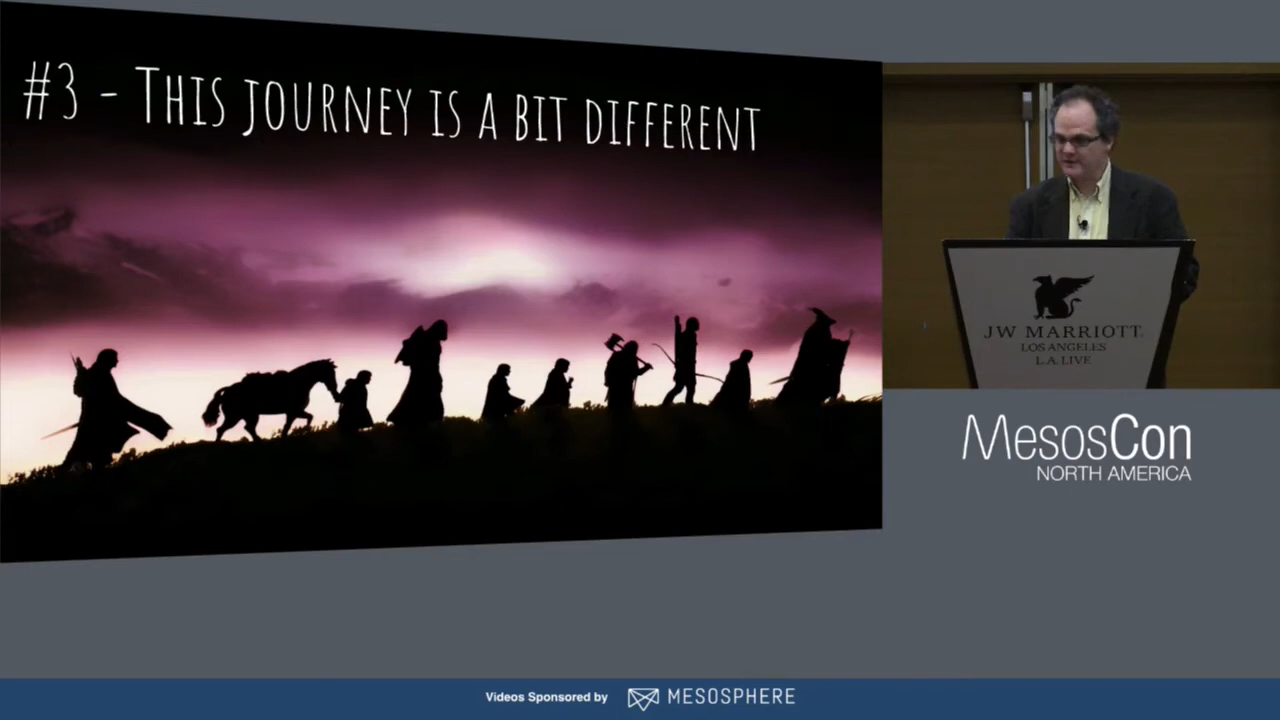 #3 - This journey is a bit different
JW MARRIOTT
LOS ANGELES
L.A. LIVE
MesosCon
NORTH AMERICA
Videos Sponsored by MESOSPHERE